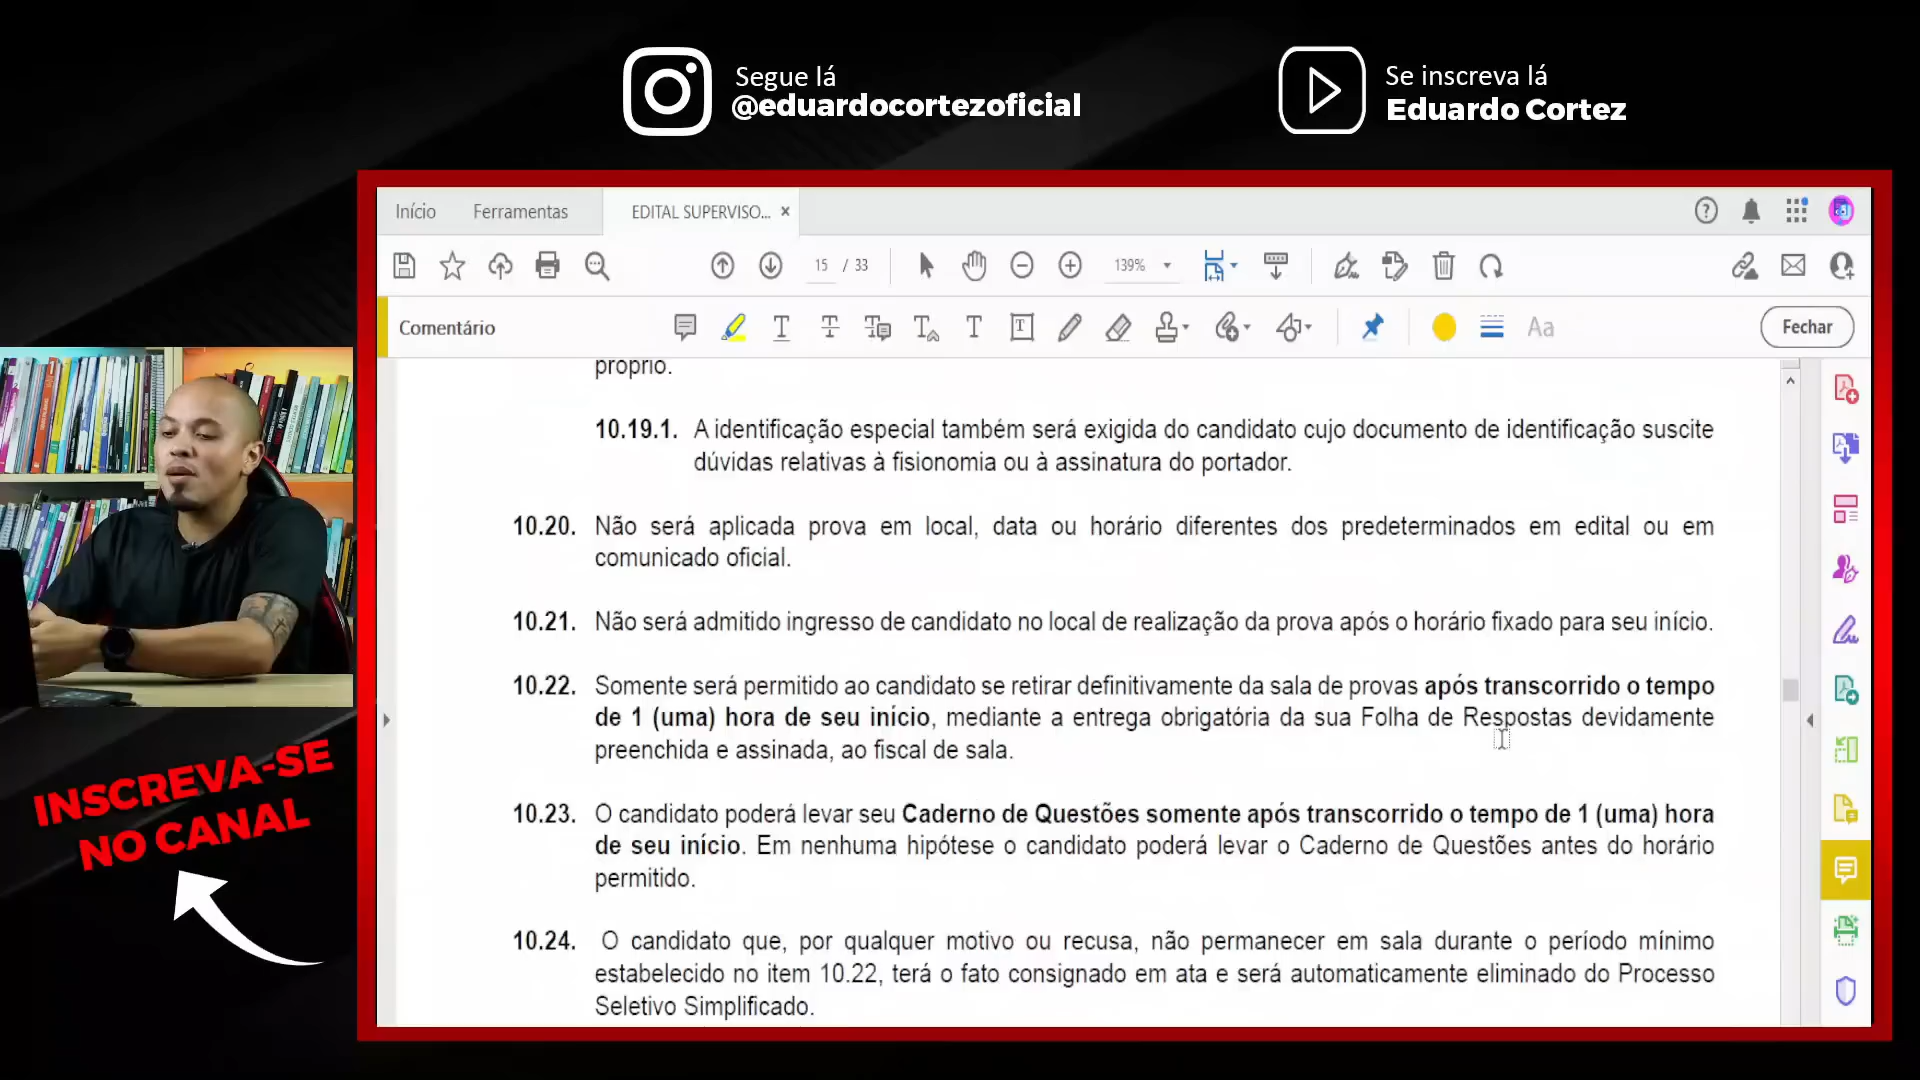 Segue lá
@eduardocortezoficial
Se inscreva lá
Eduardo Cortez
Início Ferramentas EDITAL SUPERVISO... ×
15 / 33 139%
Comentário Aa Fechar
próprio.
10.19.1. A identificação especial também será exigida do candidato cujo documento de identificação suscite
dúvidas relativas à fisionomia ou à assinatura do portador.
10.20. Não será aplicada prova em local, data ou horário diferentes dos predeterminados em edital ou em
comunicado oficial.
10.21. Não será admitido ingresso de candidato no local de realização da prova após o horário fixado para seu início.
10.22. Somente será permitido ao candidato se retirar definitivamente da sala de provas após transcorrido o tempo
de 1 (uma) hora de seu início, mediante a entrega obrigatória da sua Folha de Respostas devidamente
preenchida e assinada, ao fiscal de sala.
10.23. O candidato poderá levar seu Caderno de Questões somente após transcorrido o tempo de 1 (uma) hora
de seu início. Em nenhuma hipótese o candidato poderá levar o Caderno de Questões antes do horário
permitido.
10.24. O candidato que, por qualquer motivo ou recusa, não permanecer em sala durante o período mínimo
estabelecido no item 10.22, terá o fato consignado em ata e será automaticamente eliminado do Processo
Seletivo Simplificado.
INSCREVA-SE
NO CANAL